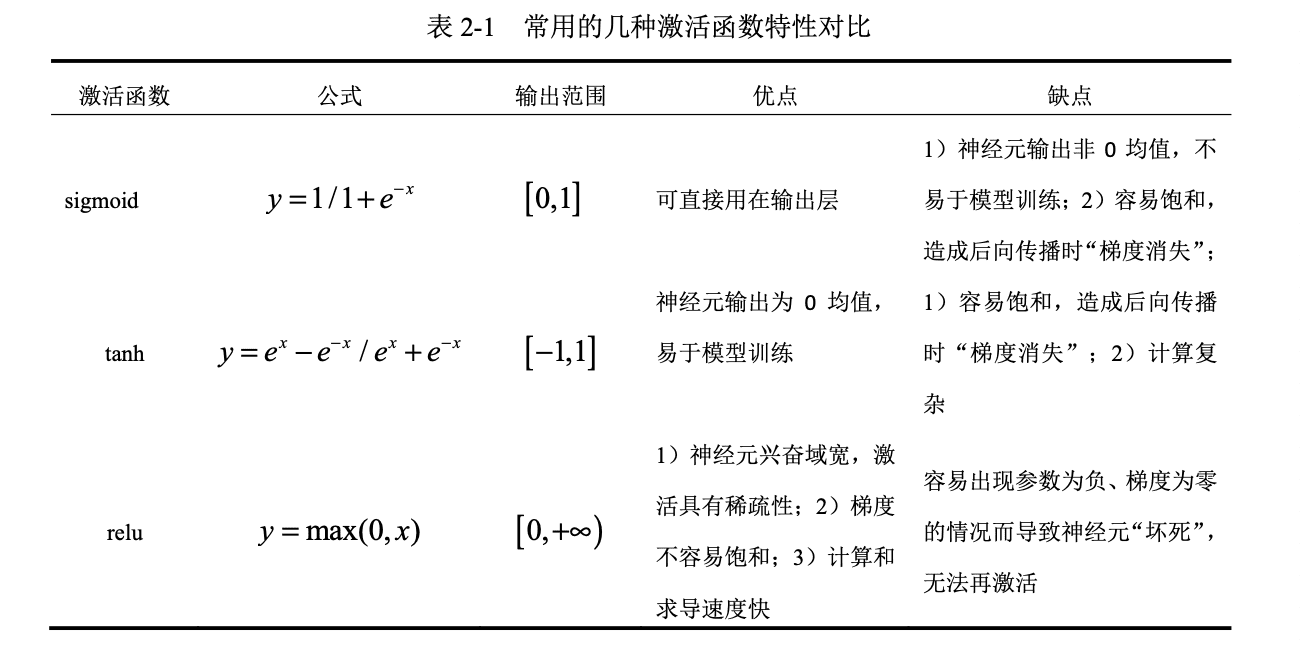 表 2-1 常用的几种激活函数特性对比
激活函数 公式 输出范围 优点 缺点
sigmoid
y = 1/1+e^{-x}
[0,1]
可直接用在输出层
1）神经元输出非 0 均值，不
易于模型训练；2）容易饱和，
造成后向传播时“梯度消失”；
tanh
y = e^{x} − e^{-x} / e^{x} + e^{-x}
[−1,1]
神经元输出为 0 均值，
易于模型训练
1）容易饱和，造成后向传播
时“梯度消失”；2）计算复
杂
relu
y = max(0, x)
[0,+∞)
1）神经元兴奋域宽，激
活具有稀疏性；2）梯度
不容易饱和；3）计算和
求导速度快
容易出现参数为负、梯度为零
的情况而导致神经元“坏死”，
无法再激活